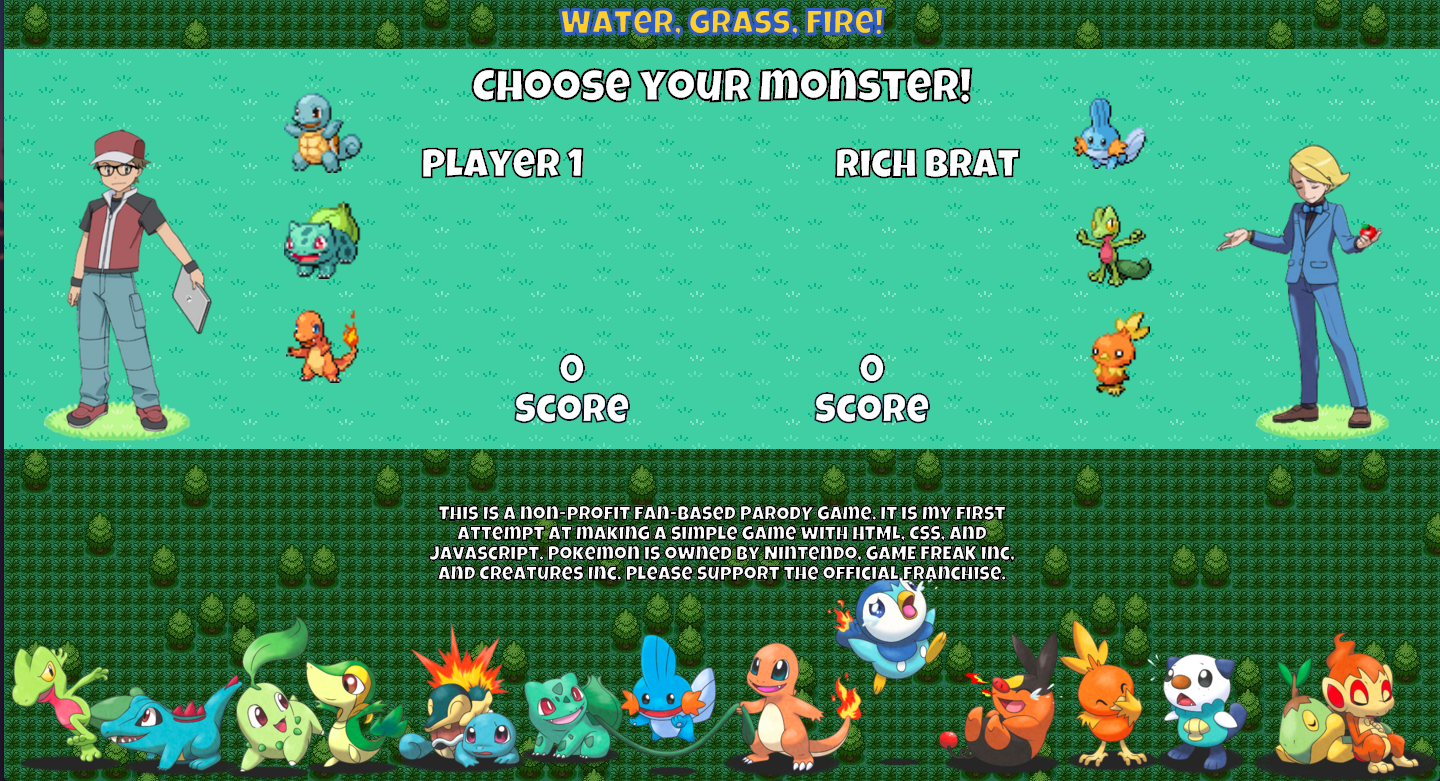 WATER, GRASS, FIRE!
CHOOSE YOUR MONSTER!
PLAYER 1
RICH BRAT
0
SCORE
0
SCORE
THIS IS A NON-PROFIT FAN-BASED PARODY GAME. IT IS MY FIRST
ATTEMPT AT MAKING A SIMPLE GAME WITH HTML, CSS, AND
JAVASCRIPT. POKEMON IS OWNED BY NINTENDO, GAME FREAK INC.
AND CREATURES INC. PLEASE SUPPORT THE OFFICIAL FRANCHISE.